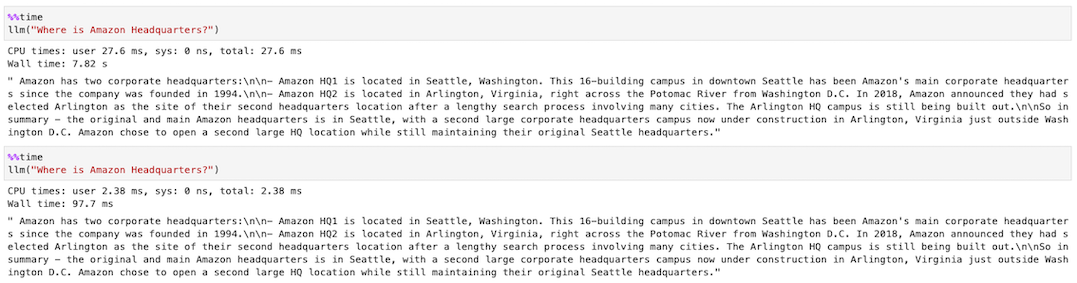 %%time
llm("Where is Amazon Headquarters?")
CPU times: user 27.6 ms, sys: 0 ns, total: 27.6 ms
Wall time: 7.82 s
" Amazon has two corporate headquarters:\n\n- Amazon HQ1 is located in Seattle, Washington. This 16-building campus in downtown Seattle has been Amazon's main corporate headquarter
s since the company was founded in 1994.\n\n- Amazon HQ2 is located in Arlington, Virginia, right across the Potomac River from Washington D.C. In 2018, Amazon announced they had s
elected Arlington as the site of their second headquarters location after a lengthy search process involving many cities. The Arlington HQ campus is still being built out.\n\nSo in
summary - the original and main Amazon headquarters is in Seattle, with a second large corporate headquarters campus now under construction in Arlington, Virginia just outside Wash
ington D.C. Amazon chose to open a second large HQ location while still maintaining their original Seattle headquarters."
%%time
llm("Where is Amazon Headquarters?")
CPU times: user 2.38 ms, sys: 0 ns, total: 2.38 ms
Wall time: 97.7 ms
" Amazon has two corporate headquarters:\n\n- Amazon HQ1 is located in Seattle, Washington. This 16-building campus in downtown Seattle has been Amazon's main corporate headquarter
s since the company was founded in 1994.\n\n- Amazon HQ2 is located in Arlington, Virginia, right across the Potomac River from Washington D.C. In 2018, Amazon announced they had s
elected Arlington as the site of their second headquarters location after a lengthy search process involving many cities. The Arlington HQ campus is still being built out.\n\nSo in
summary - the original and main Amazon headquarters is in Seattle, with a second large corporate headquarters campus now under construction in Arlington, Virginia just outside Wash
ington D.C. Amazon chose to open a second large HQ location while still maintaining their original Seattle headquarters."